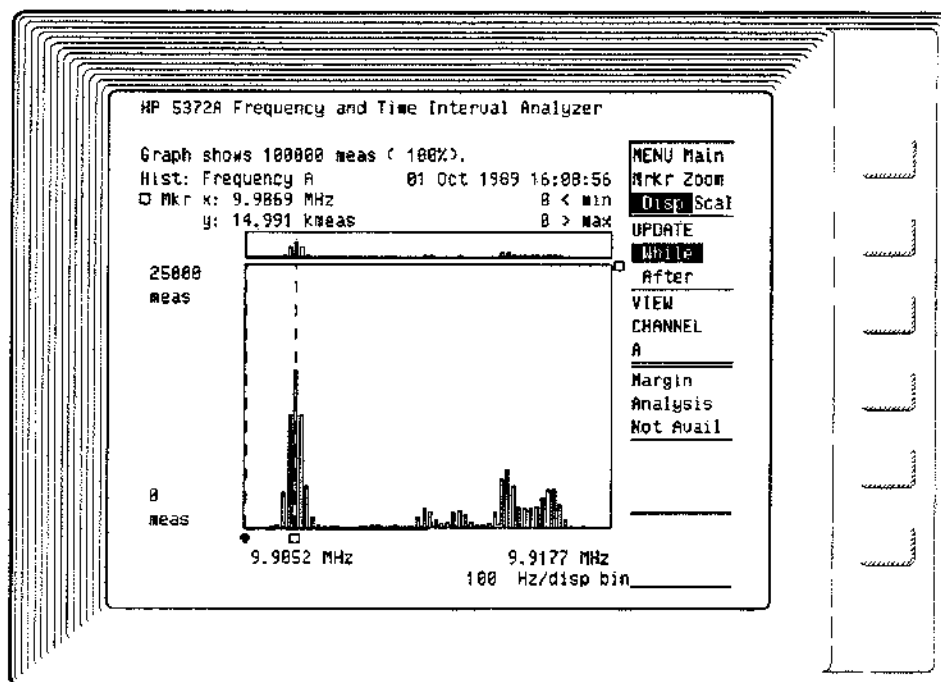 HP 5372A Frequency and Time Interval Analyzer
Graph shows 100000 meas ( 100%).
Hist: Frequency A 01 Oct 1989 16:08:56
Mkr x: 9.9069 MHz 0 < min
y: 14.991 kmeas 0 > max
25000
meas
0
meas
9.9052 MHz 9.9177 MHz
100 Hz/disp bin
MENU Main
Mrkr Zoom
Disp Scal
UPDATE
While
After
VIEW
CHANNEL
A
Margin
Analysis
Not Avail